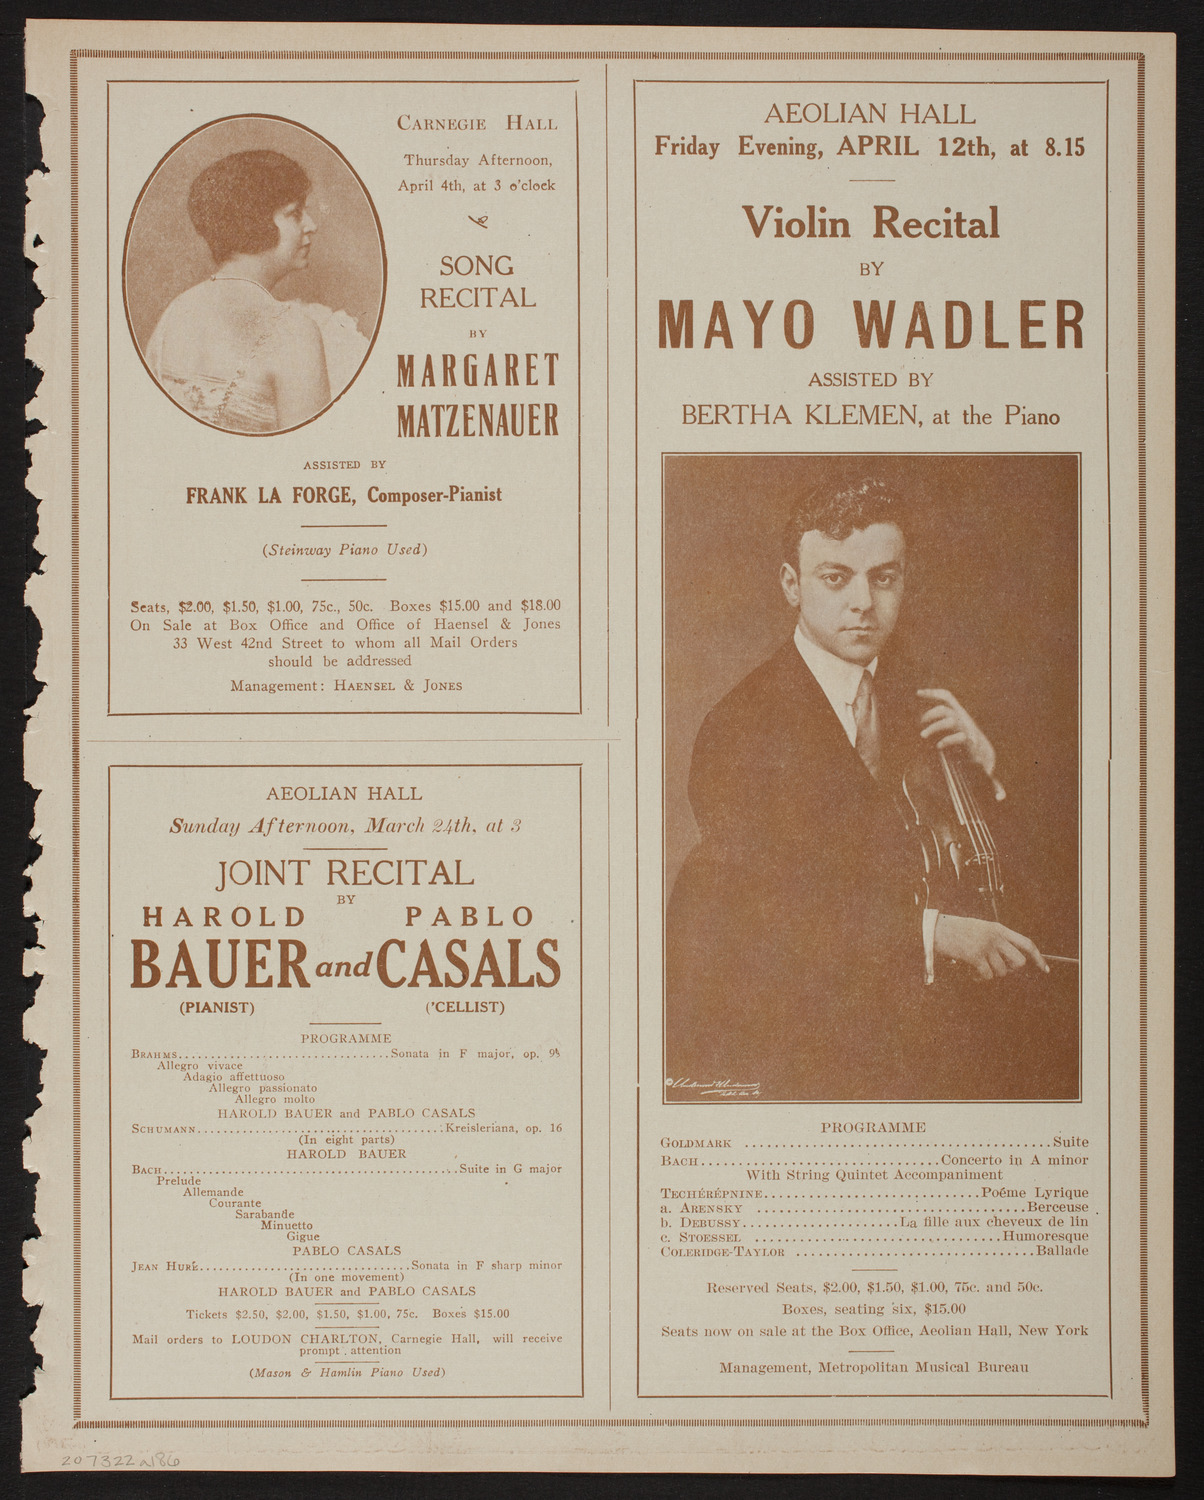 CARNEGIE HALL
Thursday Afternoon,
April 4th, at 3 o'clock
SONG
RECITAL
BY
MARGARET
MATZENAUER
ASSISTED BY
FRANK LA FORGE, Composer-Pianist
(Steinway Piano Used)
Seats, $2.00, $1.50, $1.00, 75c., 50c. Boxes $15.00 and $18.00
On Sale at Box Office and Office of Haensel & Jones
33 West 42nd Street to whom all Mail Orders
should be addressed
Management: HAENSEL & JONES
AEOLIAN HALL
Sunday Afternoon, March 24th, at 3
JOINT RECITAL
BY
HAROLD PABLO
BAUER and CASALS
(PIANIST) ('CELLIST)
PROGRAMME
BRAHMS................................Sonata in F major, op. 99
Allegro vivace
Adagio affettuoso
Allegro passionato
Allegro molto
HAROLD BAUER and PABLO CASALS
SCHUMANN......................................Kreisleriana, op. 16
(In eight parts)
HAROLD BAUER
BACH..............................................Suite in G major
Prelude
Allemande
Courante
Sarabande
Minuetto
Gigue
PABLO CASALS
JEAN HURÉ................................Sonata in F sharp minor
(In one movement)
HAROLD BAUER and PABLO CASALS
Tickets $2.50, $2.00, $1.50, $1.00, 75c. Boxes $15.00
Mail orders to LOUDON CHARLTON, Carnegie Hall, will receive
prompt attention
(Mason & Hamlin Piano Used)
AEOLIAN HALL
Friday Evening, APRIL 12th, at 8.15
Violin Recital
BY
MAYO WADLER
ASSISTED BY
BERTHA KLEMEN, at the Piano
PROGRAMME
GOLDMARK ..........................................Suite
BACH................................Concerto in A minor
With String Quintet Accompaniment
TECHÉRÉPNINE.............................Poéme Lyrique
a. ARENSKY ....................................Berceuse
b. DEBUSSY.....................La fille aux cheveux de lin
c. STOESSEL ..................................Humoresque
COLERIDGE-TAYLOR ................................Ballade
Reserved Seats, $2.00, $1.50, $1.00, 75c. and 50c.
Boxes, seating six, $15.00
Seats now on sale at the Box Office, Aeolian Hall, New York
Management, Metropolitan Musical Bureau
207322